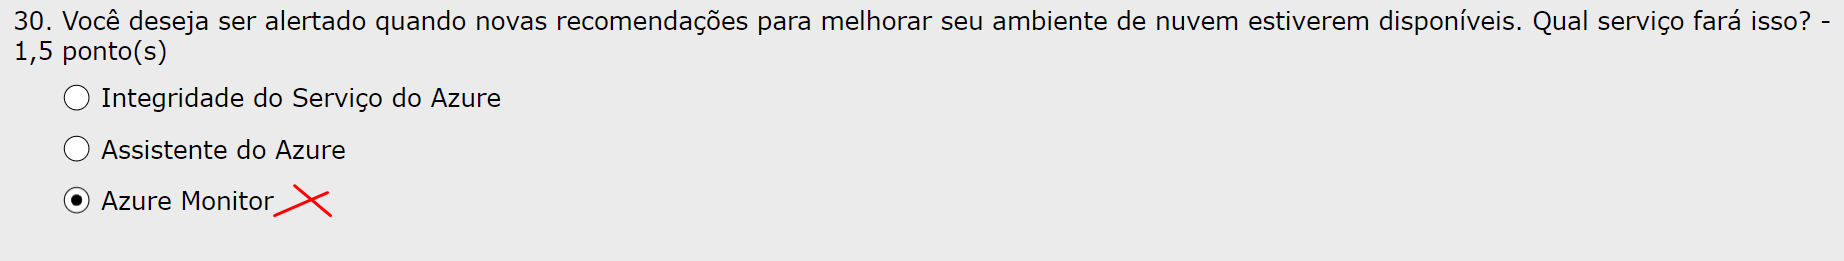 30. Você deseja ser alertado quando novas recomendações para melhorar seu ambiente de nuvem estiverem disponíveis. Qual serviço fará isso? -
1,5 ponto(s)
Integridade do Serviço do Azure
Assistente do Azure
Azure Monitor